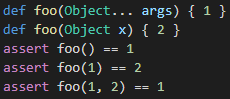 def foo(Object... args) { 1 }
def foo(Object x) { 2 }
assert foo() == 1
assert foo(1) == 2
assert foo(1, 2) == 1